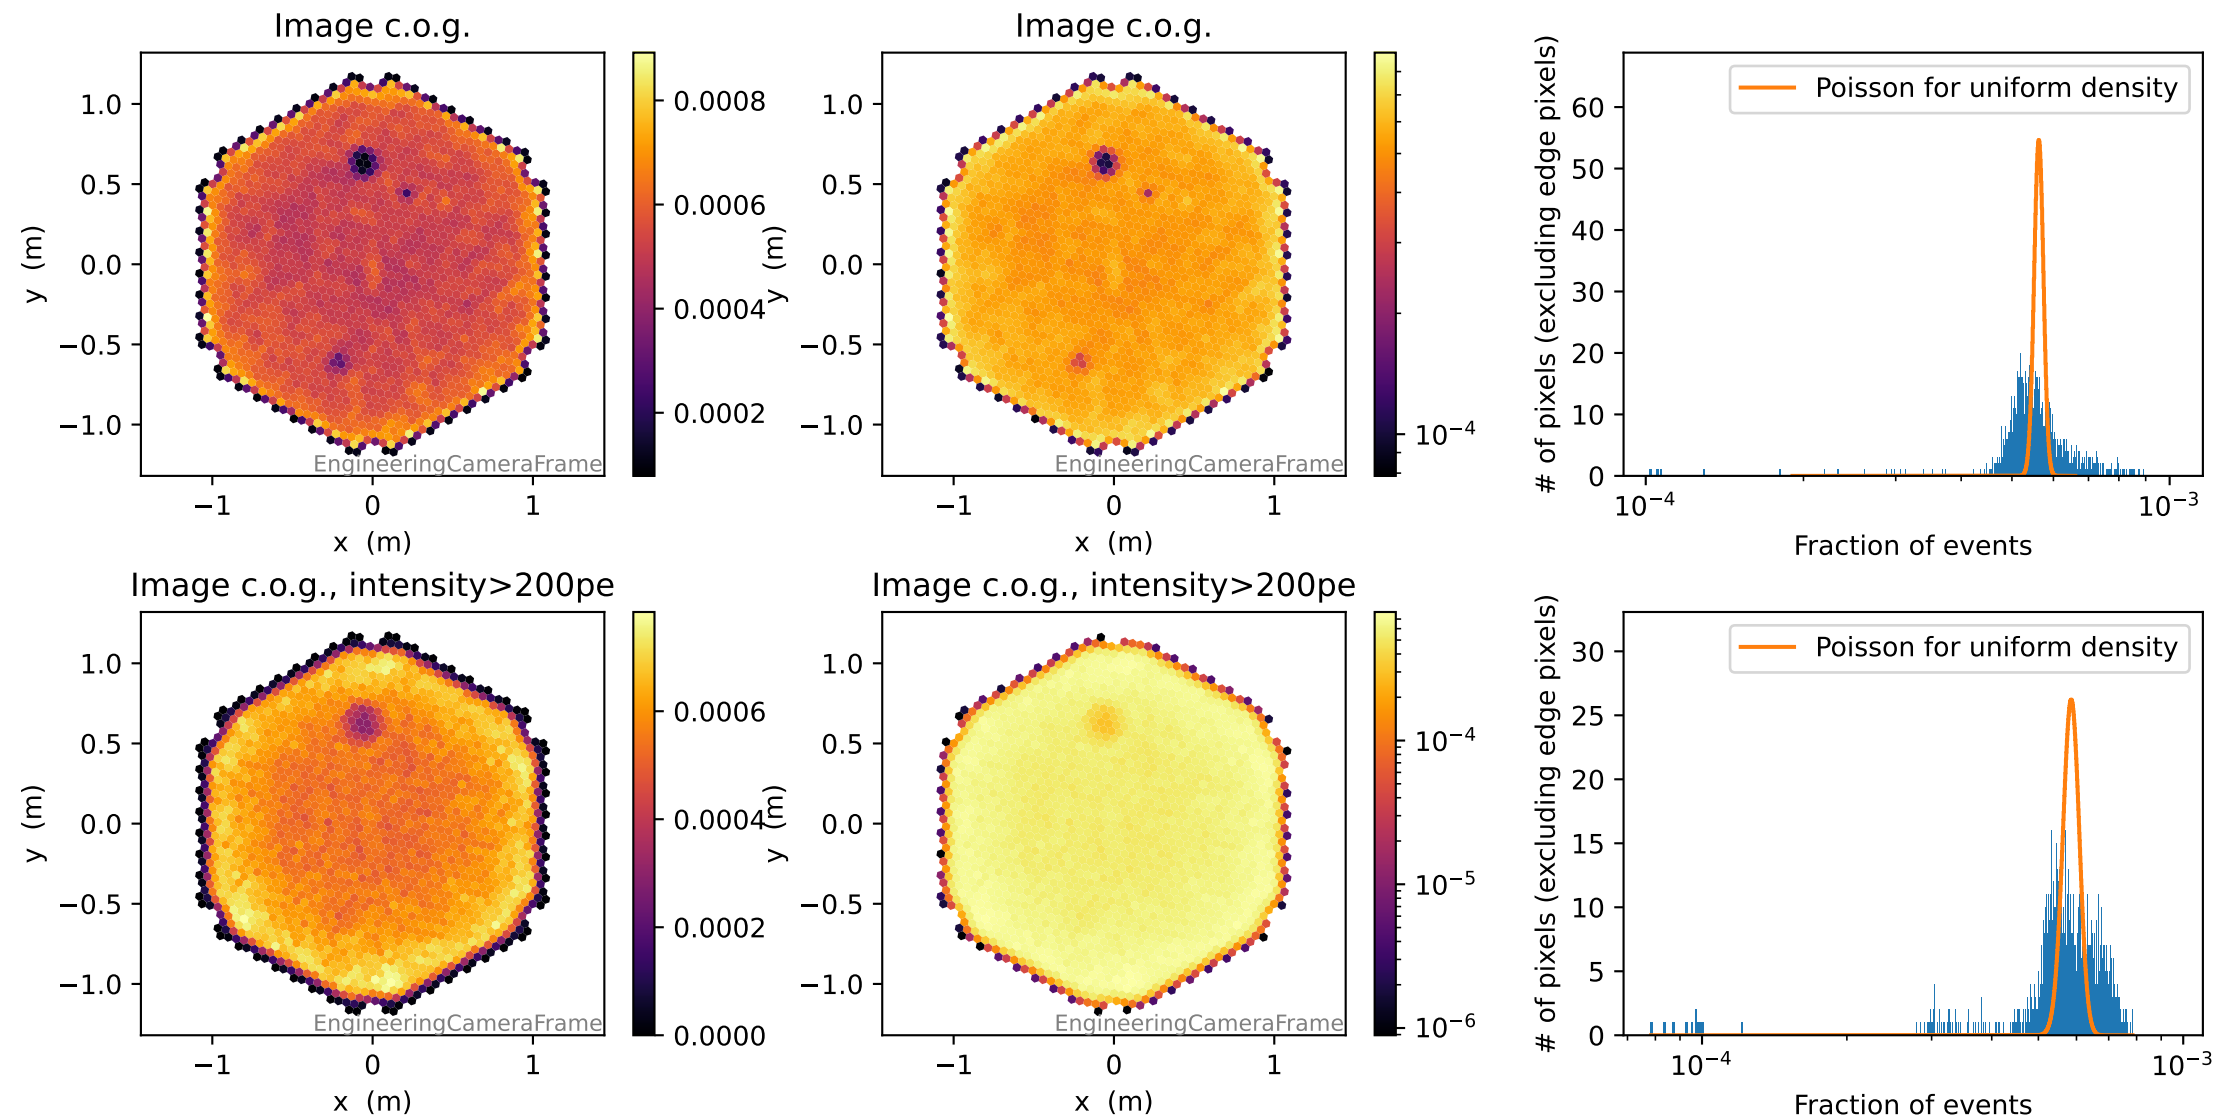 Image c.o.g.
1.0
0.5
0.0
−0.5
−1.0
y (m)
−1
0
1
x (m)
EngineeringCameraFrame
0.0008
0.0006
0.0004
0.0002
Image c.o.g.
1.0
0.5
0.0
−0.5
−1.0
y (m)
−1
0
1
x (m)
EngineeringCameraFrame
10⁻⁴
Poisson for uniform density
# of pixels (excluding edge pixels)
60
50
40
30
20
10
0
10⁻⁴
10⁻³
Fraction of events
Image c.o.g., intensity>200pe
1.0
0.5
0.0
−0.5
−1.0
y (m)
−1
0
1
x (m)
EngineeringCameraFrame
0.0006
0.0004
0.0002
0.0000
Image c.o.g., intensity>200pe
1.0
0.5
0.0
−0.5
−1.0
y (m)
−1
0
1
x (m)
EngineeringCameraFrame
10⁻⁴
10⁻⁵
10⁻⁶
Poisson for uniform density
# of pixels (excluding edge pixels)
30
25
20
15
10
5
0
10⁻⁴
10⁻³
Fraction of events